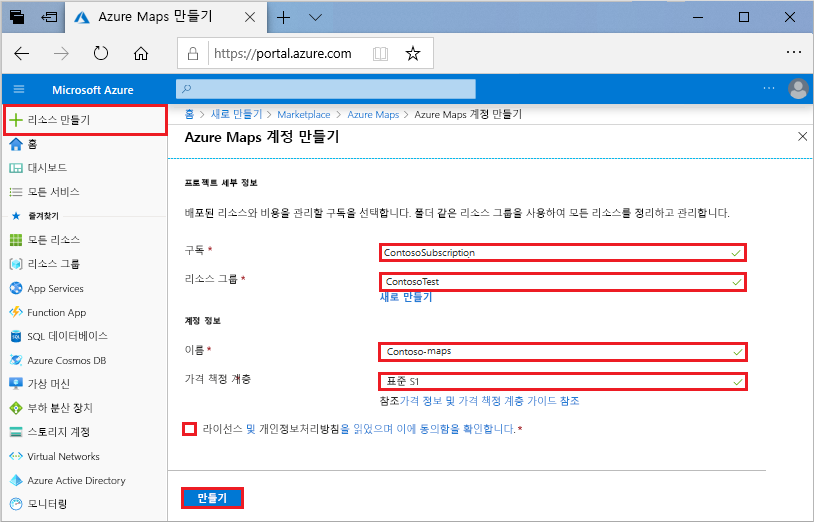 Azure Maps 만들기
https://portal.azure.com
Microsoft Azure
리소스 만들기
홈
대시보드
모든 서비스
즐겨찾기
모든 리소스
리소스 그룹
App Services
Function App
SQL 데이터베이스
Azure Cosmos DB
가상 머신
부하 분산 장치
스토리지 계정
Virtual Networks
Azure Active Directory
모니터링
홈 > 새로 만들기 > Marketplace > Azure Maps > Azure Maps 계정 만들기
Azure Maps 계정 만들기
프로젝트 세부 정보
배포된 리소스와 비용을 관리할 구독을 선택합니다. 폴더 같은 리소스 그룹을 사용하여 모든 리소스를 정리하고 관리합니다.
구독 * ContosoSubscription
리소스 그룹 * ContosoTest
새로 만들기
계정 정보
이름 * Contoso-maps
가격 책정 계층 표준 S1
참조가격 정보 및 가격 책정 계층 가이드 참조
라이선스 및 개인정보처리방침을 읽었으며 이에 동의함을 확인합니다. *
만들기